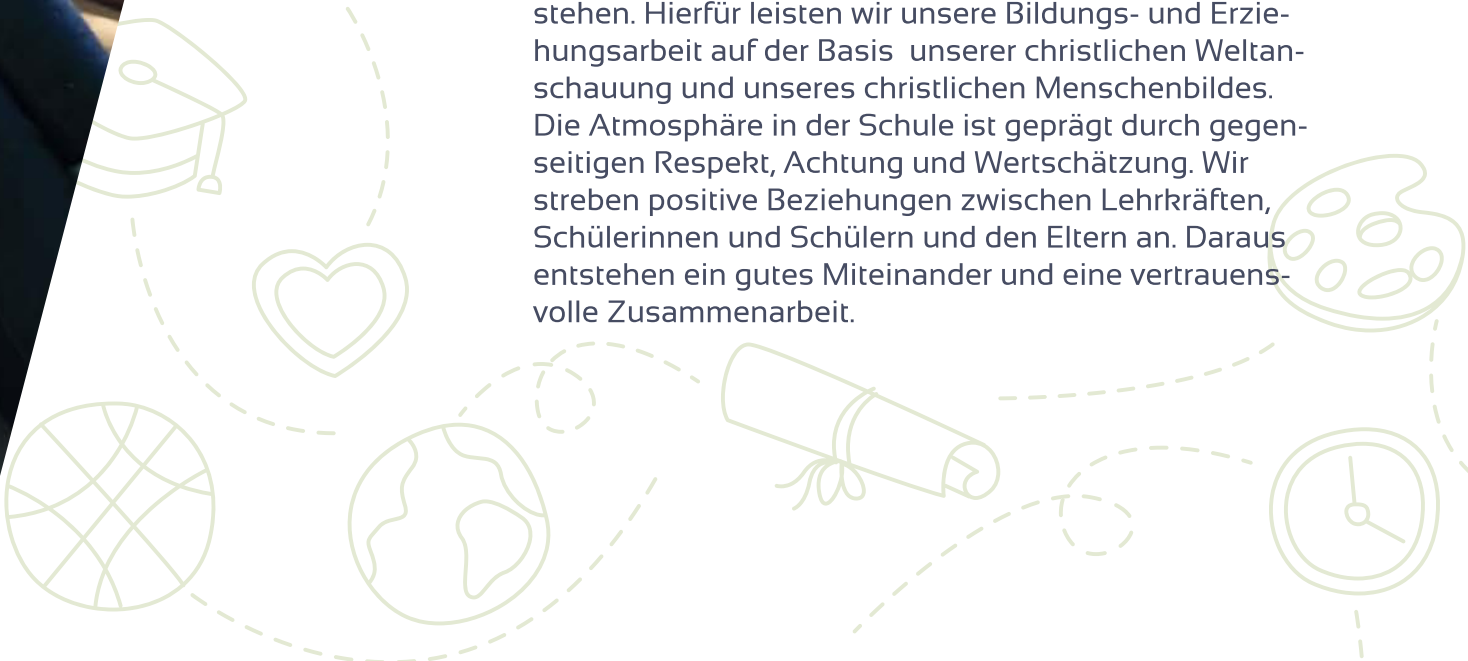 stehen. Hierfür leisten wir unsere Bildungs- und Erzie-
hungsarbeit auf der Basis  unserer christlichen Weltan-
schauung und unseres christlichen Menschenbildes.
Die Atmosphäre in der Schule ist geprägt durch gegen-
seitigen Respekt, Achtung und Wertschätzung. Wir
streben positive Beziehungen zwischen Lehrkräften,
Schülerinnen und Schülern und den Eltern an. Daraus
entstehen ein gutes Miteinander und eine vertrauens-
volle Zusammenarbeit.